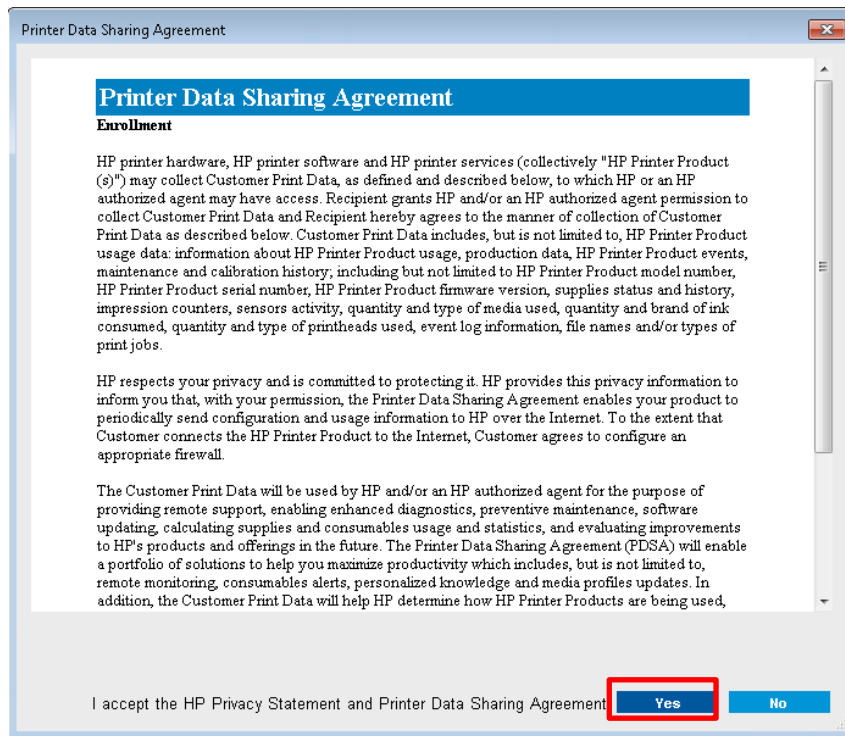 Printer Data Sharing Agreement
Printer Data Sharing Agreement
Enrollment
HP printer hardware, HP printer software and HP printer services (collectively "HP Printer Product
(s)") may collect Customer Print Data, as defined and described below, to which HP or an HP
authorized agent may have access. Recipient grants HP and/or an HP authorized agent permission to
collect Customer Print Data and Recipient hereby agrees to the manner of collection of Customer
Print Data as described below. Customer Print Data includes, but is not limited to, HP Printer Product
usage data: information about HP Printer Product usage, production data, HP Printer Product events,
maintenance and calibration history; including but not limited to HP Printer Product model number,
HP Printer Product serial number, HP Printer Product firmware version, supplies status and history,
impression counters, sensors activity, quantity and type of media used, quantity and brand of ink
consumed, quantity and type of printheads used, event log information, file names and/or types of
print jobs.
HP respects your privacy and is committed to protecting it. HP provides this privacy information to
inform you that, with your permission, the Printer Data Sharing Agreement enables your product to
periodically send configuration and usage information to HP over the Internet. To the extent that
Customer connects the HP Printer Product to the Internet, Customer agrees to configure an
appropriate firewall.
The Customer Print Data will be used by HP and/or an HP authorized agent for the purpose of
providing remote support, enabling enhanced diagnostics, preventive maintenance, software
updating, calculating supplies and consumables usage and statistics, and evaluating improvements
to HP's products and offerings in the future. The Printer Data Sharing Agreement (PDSA) will enable
a portfolio of solutions to help you maximize productivity which includes, but is not limited to,
remote monitoring, consumables alerts, personalized knowledge and media profiles updates. In
addition, the Customer Print Data will help HP determine how HP Printer Products are being used,
I accept the HP Privacy Statement and Printer Data Sharing Agreement Yes No